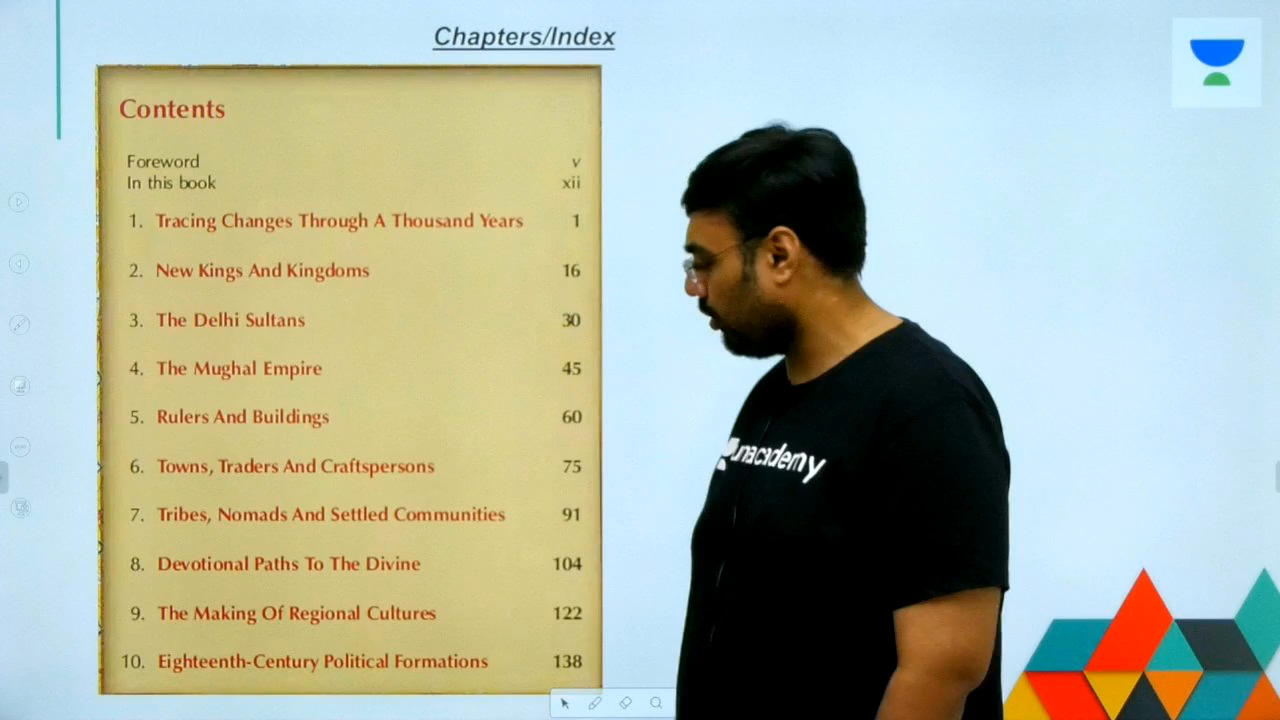 Chapters/Index
Contents
Foreword v
In this book xii
1. Tracing Changes Through A Thousand Years 1
2. New Kings And Kingdoms 16
3. The Delhi Sultans 30
4. The Mughal Empire 45
5. Rulers And Buildings 60
6. Towns, Traders And Craftspersons 75
7. Tribes, Nomads And Settled Communities 91
8. Devotional Paths To The Divine 104
9. The Making Of Regional Cultures 122
10. Eighteenth-Century Political Formations 138
unacademy